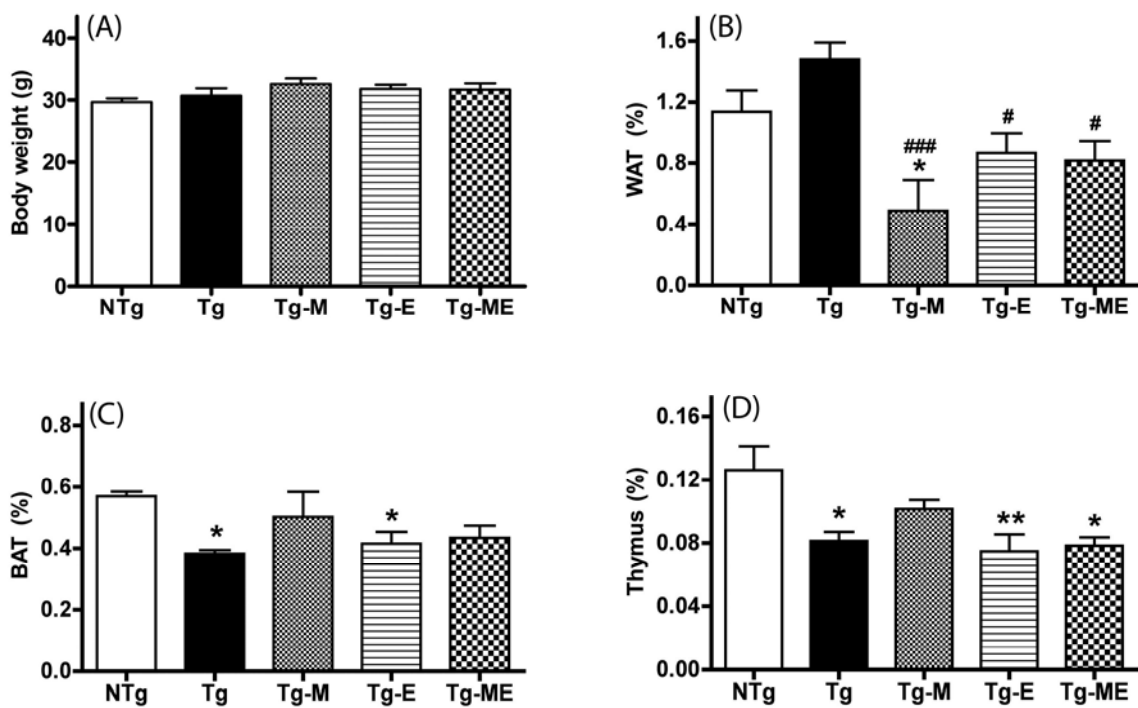 (A)
Body weight (g)
40
30
20
10
0
NTg Tg Tg-M Tg-E Tg-ME
(B)
WAT (%)
1.6
1.2
0.8
0.4
0.0
###
*
#
#
NTg Tg Tg-M Tg-E Tg-ME
(C)
BAT (%)
0.8
0.6
0.4
0.2
0.0
*
*
NTg Tg Tg-M Tg-E Tg-ME
(D)
Thymus (%)
0.16
0.12
0.08
0.04
0.00
*
**
*
NTg Tg Tg-M Tg-E Tg-ME